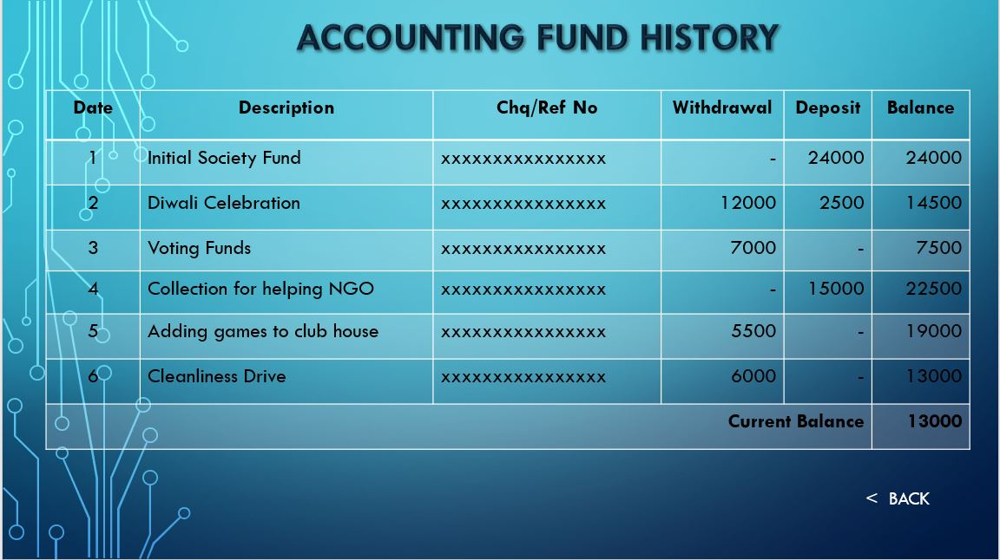 ACCOUNTING FUND HISTORY
Date Description Chq/Ref No Withdrawal Deposit Balance
1 Initial Society Fund xxxxxxxxxxxxxxxx - 24000 24000
2 Diwali Celebration xxxxxxxxxxxxxxxx 12000 2500 14500
3 Voting Funds xxxxxxxxxxxxxxxx 7000 - 7500
4 Collection for helping NGO xxxxxxxxxxxxxxxx - 15000 22500
5 Adding games to club house xxxxxxxxxxxxxxxx 5500 - 19000
6 Cleanliness Drive xxxxxxxxxxxxxxxx 6000 - 13000
Current Balance 13000
< BACK